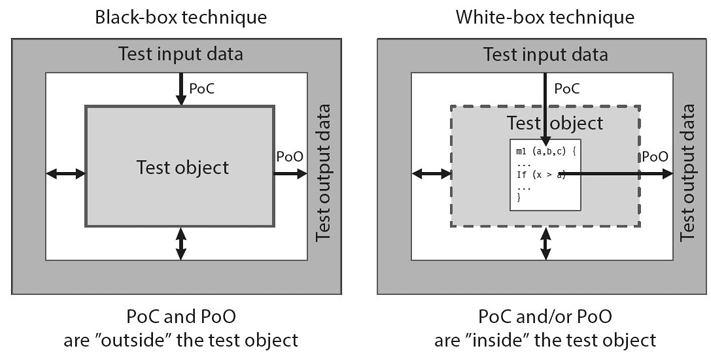 Black-box technique
Test input data
PoC
Test object
PoO
Test output data
PoC and PoO
are ”outside” the test object
White-box technique
Test input data
PoC
Test object
m1 (a,b,c) {
...
If (x > a)
...
}
PoO
Test output data
PoC and/or PoO
are ”inside” the test object